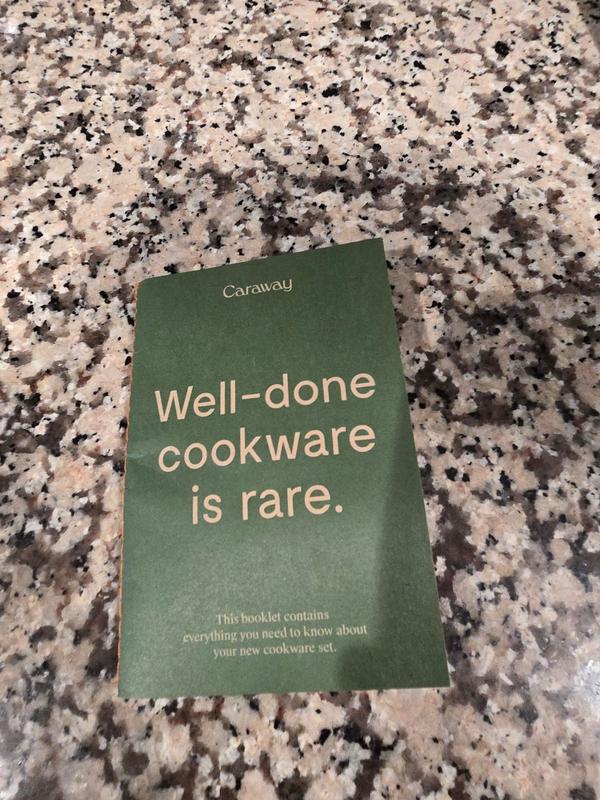 Caraway
Well-done
cookware
is rare.
This booklet contains
everything you need to know about
your new cookware set.